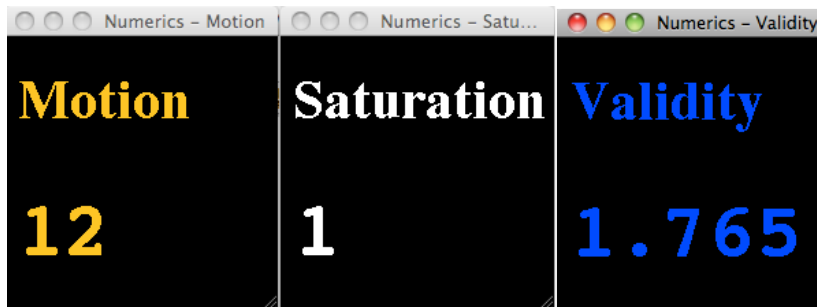 Numerics – Motion
Numerics – Satu...
Numerics – Validity
Motion
Saturation
Validity
12
1
1.765